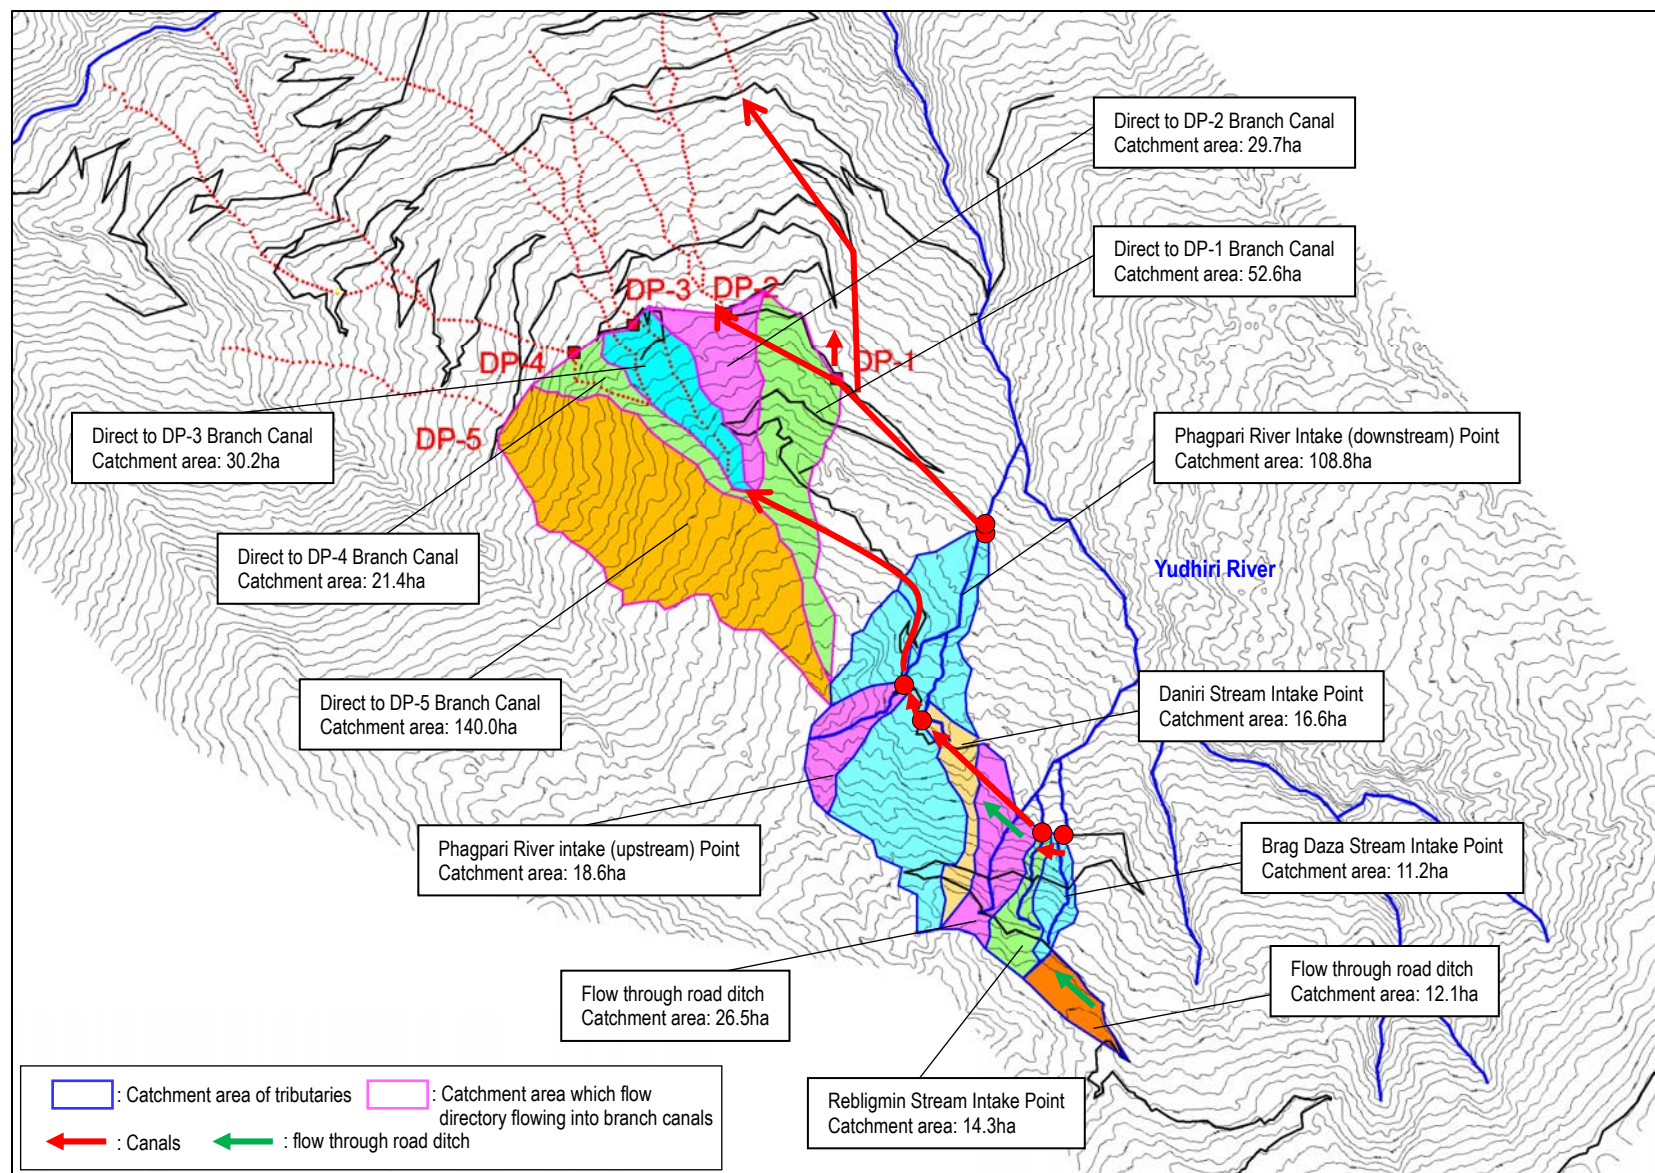 Direct to DP-2 Branch Canal
Catchment area: 29.7ha
Direct to DP-1 Branch Canal
Catchment area: 52.6ha
DP-3
DP-2
DP-4
DP-1
DP-5
Direct to DP-3 Branch Canal
Catchment area: 30.2ha
Phagpari River Intake (downstream) Point
Catchment area: 108.8ha
Direct to DP-4 Branch Canal
Catchment area: 21.4ha
Yudhiri River
Direct to DP-5 Branch Canal
Catchment area: 140.0ha
Daniri Stream Intake Point
Catchment area: 16.6ha
Phagpari River intake (upstream) Point
Catchment area: 18.6ha
Brag Daza Stream Intake Point
Catchment area: 11.2ha
Flow through road ditch
Catchment area: 26.5ha
Flow through road ditch
Catchment area: 12.1ha
Rebligmin Stream Intake Point
Catchment area: 14.3ha
: Catchment area of tributaries
: Catchment area which flow
directory flowing into branch canals
: Canals
: flow through road ditch